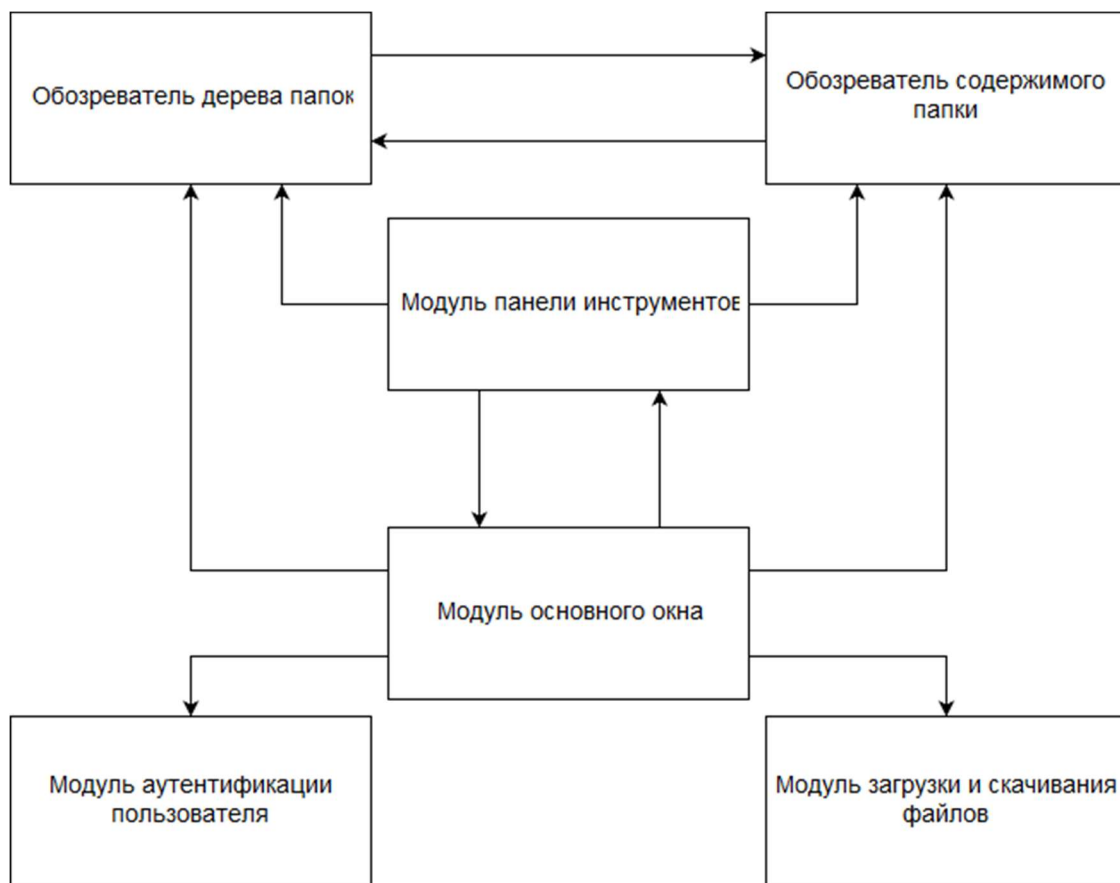 Обозреватель дерева папок
Обозреватель содержимого
папки
Модуль панели инструментов
Модуль основного окна
Модуль аутентификации
пользователя
Модуль загрузки и скачивания
файлов